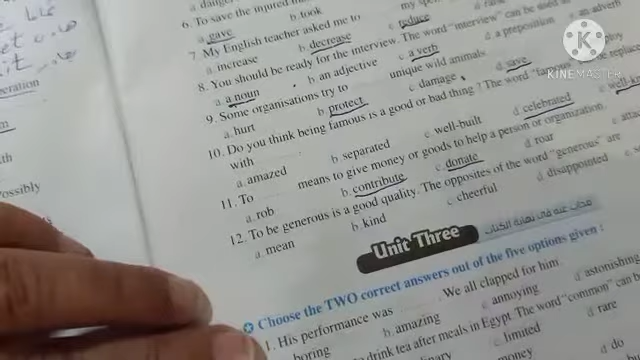 6. To save the injured
a. gave
b. took
7. My English teacher asked me to
my spe
a. increase
b. decrease
c. reduce
8. You should be ready for the interview. The word "interview" can be used as
a. a noun
b. an adjective
c. a verb
d. a preposition
an adverb
9. Some organisations try to
unique wild animals.
a. hurt
b. protect
c. damage
d. save
10. Do you think being famous is a good or bad thing? The word "famous"
with ........
a. amazed
b. separated
c. well-built
d. celebrated
11. To ........ means to give money or goods to help a person or organization.
a. rob
b. contribute
c. donate
d. roar
12. To be generous is a good quality. The opposites of the word "generous" are
a. mean
b. kind
c. cheerful
d. disappointed
Unit Three
Choose the TWO correct answers out of the five options given :
1. His performance was ........ We all clapped for him.
boring
b. amazing
c. annoying
d. astonishing
drink tea after meals in Egypt. The word "common" can
c. limited
d. rare
money
d. do
eration
ossibly
KINEMASTER